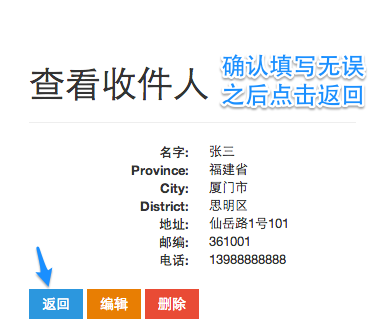 查看收件人
确认填写无误
之后点击返回
名字: 张三
Province: 福建省
City: 厦门市
District: 思明区
地址: 仙岳路1号101
邮编: 361001
电话: 13988888888
返回 编辑 删除